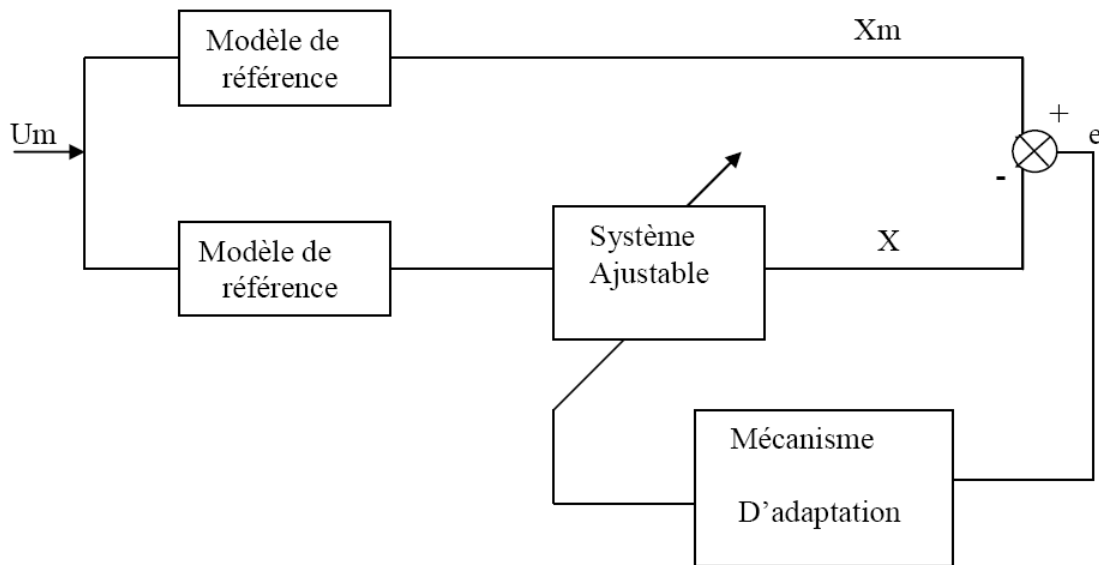 Modèle de
référence
Xm
Um
+
e
-
Modèle de
référence
Système
Ajustable
X
Mécanisme
D’adaptation